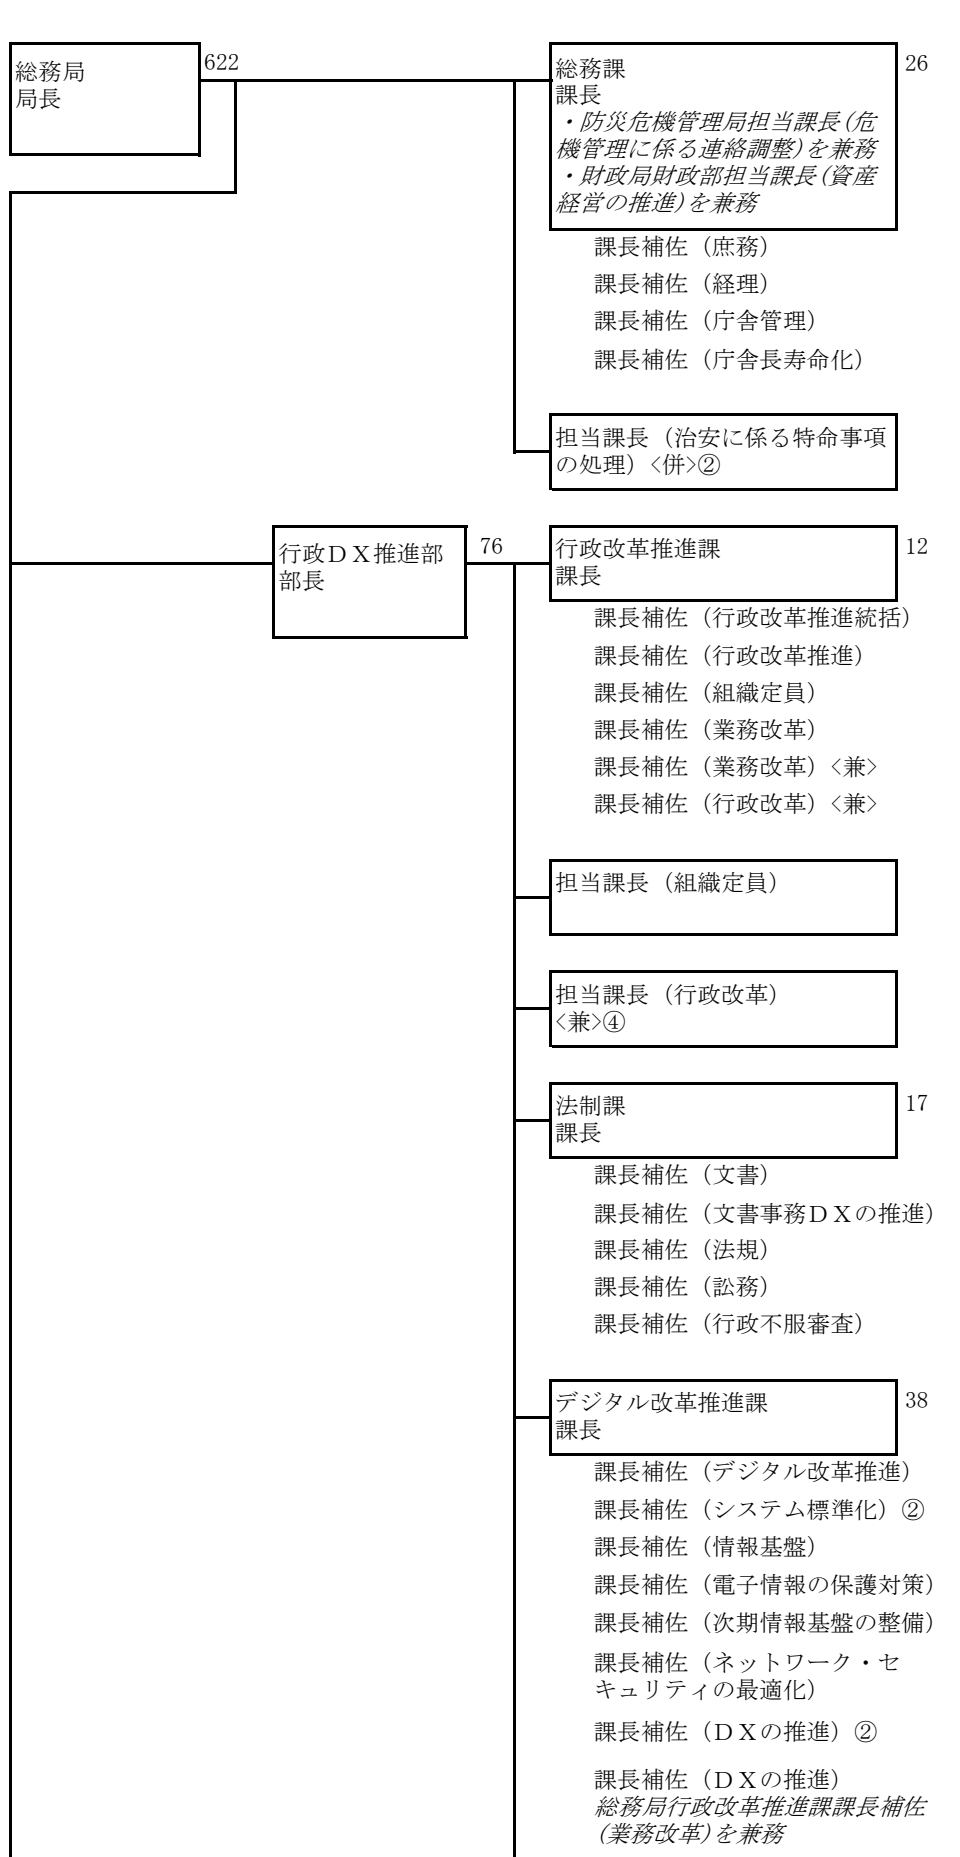 総務局
局長
622
総務課
課長
・防災危機管理局担当課長(危
機管理に係る連絡調整)を兼務
・財政局財政部担当課長(資産
経営の推進)を兼務
26
課長補佐（庶務）
課長補佐（経理）
課長補佐（庁舎管理）
課長補佐（庁舎長寿命化）
担当課長（治安に係る特命事項
の処理）<併>②
行政ＤＸ推進部
部長
76
行政改革推進課
課長
12
課長補佐（行政改革推進統括）
課長補佐（行政改革推進）
課長補佐（組織定員）
課長補佐（業務改革）
課長補佐（業務改革）<兼>
課長補佐（行政改革）<兼>
担当課長（組織定員）
担当課長（行政改革）
<兼>④
法制課
課長
17
課長補佐（文書）
課長補佐（文書事務ＤＸの推進）
課長補佐（法規）
課長補佐（訟務）
課長補佐（行政不服審査）
デジタル改革推進課
課長
38
課長補佐（デジタル改革推進）
課長補佐（システム標準化）②
課長補佐（情報基盤）
課長補佐（電子情報の保護対策）
課長補佐（次期情報基盤の整備）
課長補佐（ネットワーク・セ
キュリティの最適化）
課長補佐（ＤＸの推進）②
課長補佐（ＤＸの推進）
総務局行政改革推進課課長補佐
(業務改革)を兼務